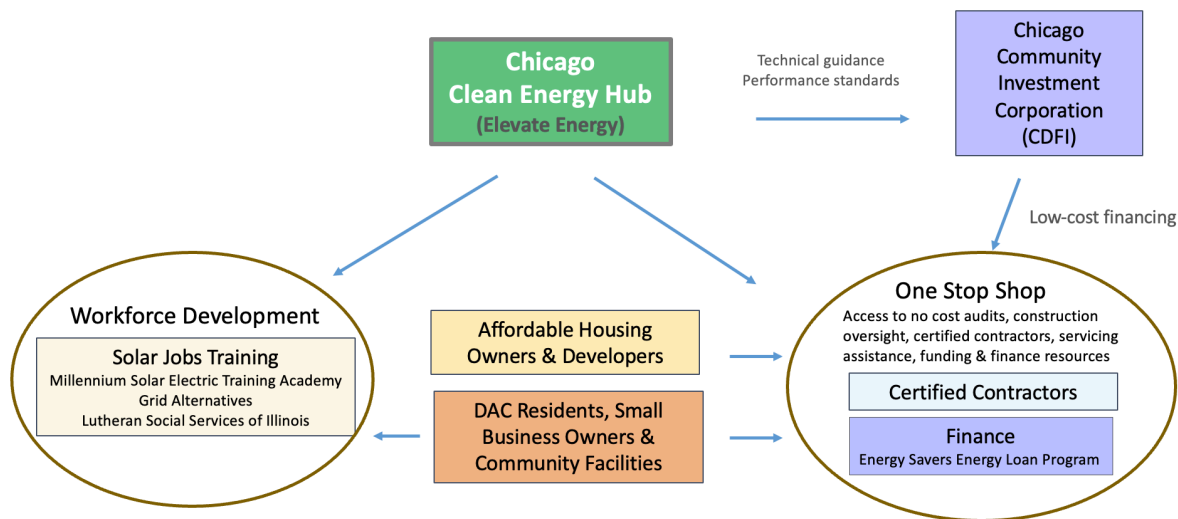 Chicago
Clean Energy Hub
(Elevate Energy)
Technical guidance
Performance standards
Chicago
Community
Investment
Corporation
(CDFI)
Low-cost financing
Workforce Development
Solar Jobs Training
Millennium Solar Electric Training Academy
Grid Alternatives
Lutheran Social Services of Illinois
Affordable Housing
Owners & Developers
DAC Residents, Small
Business Owners &
Community Facilities
One Stop Shop
Access to no cost audits, construction
oversight, certified contractors, servicing
assistance, funding & finance resources
Certified Contractors
Finance
Energy Savers Energy Loan Program